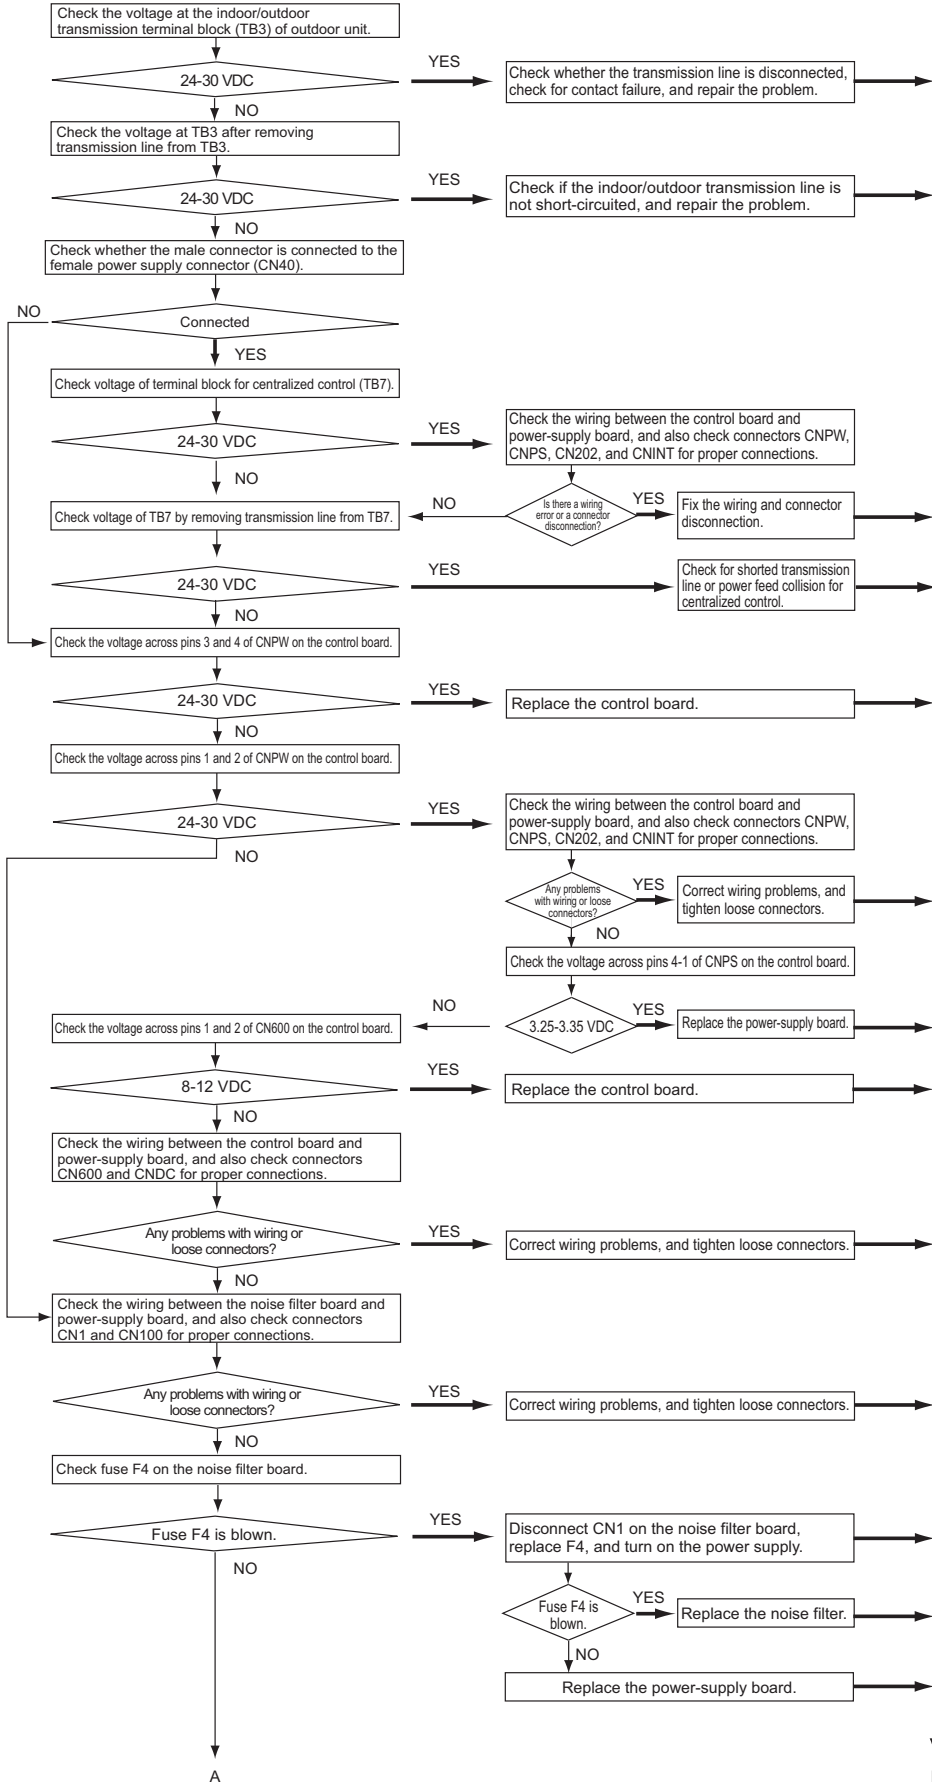 Check the voltage at the indoor/outdoor
transmission terminal block (TB3) of outdoor unit.
24-30 VDC
YES
Check whether the transmission line is disconnected,
check for contact failure, and repair the problem.
NO
Check the voltage at TB3 after removing
transmission line from TB3.
24-30 VDC
YES
Check if the indoor/outdoor transmission line is
not short-circuited, and repair the problem.
NO
Check whether the male connector is connected to the
female power supply connector (CN40).
NO
Connected
YES
Check voltage of terminal block for centralized control (TB7).
24-30 VDC
YES
Check the wiring between the control board and
power-supply board, and also check connectors CNPW,
CNPS, CN202, and CNINT for proper connections.
NO
Is there a wiring
error or a connector
disconnection?
YES
Fix the wiring and connector
disconnection.
NO
Check voltage of TB7 by removing transmission line from TB7.
24-30 VDC
YES
Check for shorted transmission
line or power feed collision for
centralized control.
NO
Check the voltage across pins 3 and 4 of CNPW on the control board.
24-30 VDC
YES
Replace the control board.
NO
Check the voltage across pins 1 and 2 of CNPW on the control board.
24-30 VDC
YES
Check the wiring between the control board and
power-supply board, and also check connectors CNPW,
CNPS, CN202, and CNINT for proper connections.
NO
Any problems
with wiring or loose
connectors?
YES
Correct wiring problems, and
tighten loose connectors.
NO
Check the voltage across pins 4-1 of CNPS on the control board.
3.25-3.35 VDC
YES
Replace the power-supply board.
NO
Check the voltage across pins 1 and 2 of CN600 on the control board.
8-12 VDC
YES
Replace the control board.
NO
Check the wiring between the control board and
power-supply board, and also check connectors
CN600 and CNDC for proper connections.
Any problems with wiring or
loose connectors?
YES
Correct wiring problems, and tighten loose connectors.
NO
Check the wiring between the noise filter board and
power-supply board, and also check connectors
CN1 and CN100 for proper connections.
Any problems with wiring or
loose connectors?
YES
Correct wiring problems, and tighten loose connectors.
NO
Check fuse F4 on the noise filter board.
Fuse F4 is blown.
YES
Disconnect CN1 on the noise filter board,
replace F4, and turn on the power supply.
NO
Fuse F4 is
blown.
YES
Replace the noise filter.
NO
Replace the power-supply board.
A